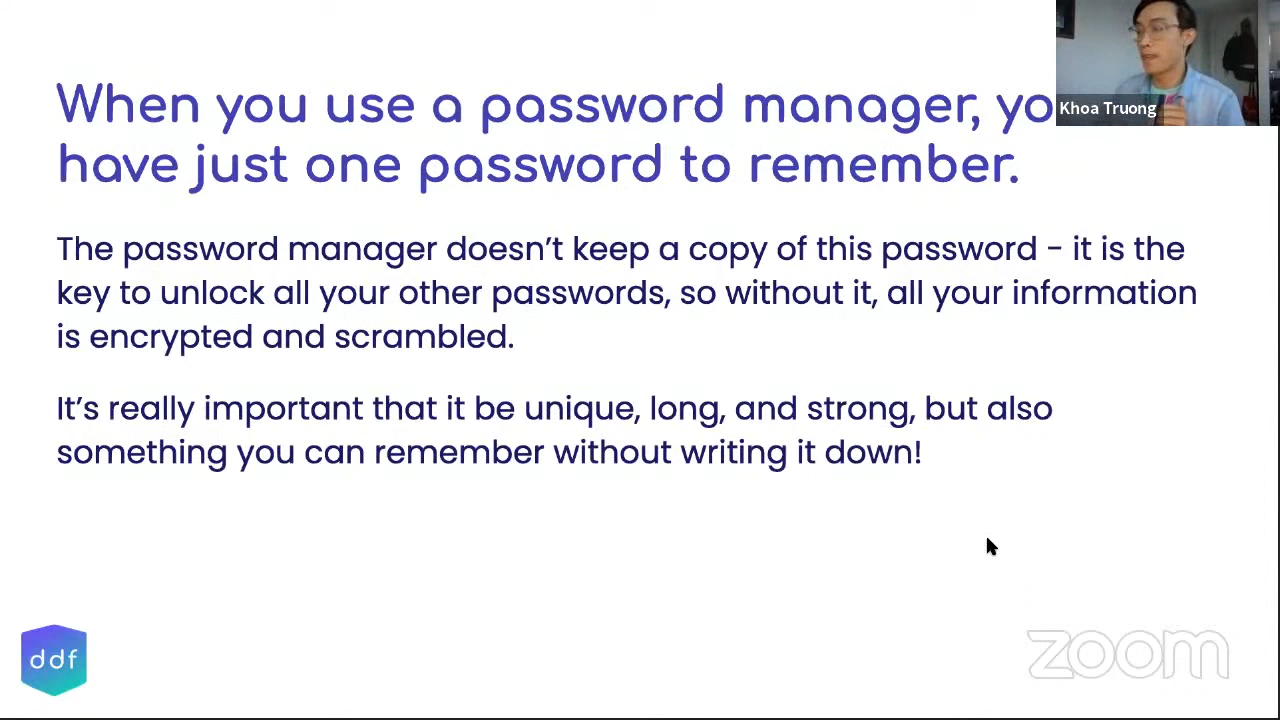 When you use a password manager, yo
have just one password to remember.
Khoa Truong
The password manager doesn't keep a copy of this password - it is the
key to unlock all your other passwords, so without it, all your information
is encrypted and scrambled.
It's really important that it be unique, long, and strong, but also
something you can remember without writing it down!
ddf
zoom